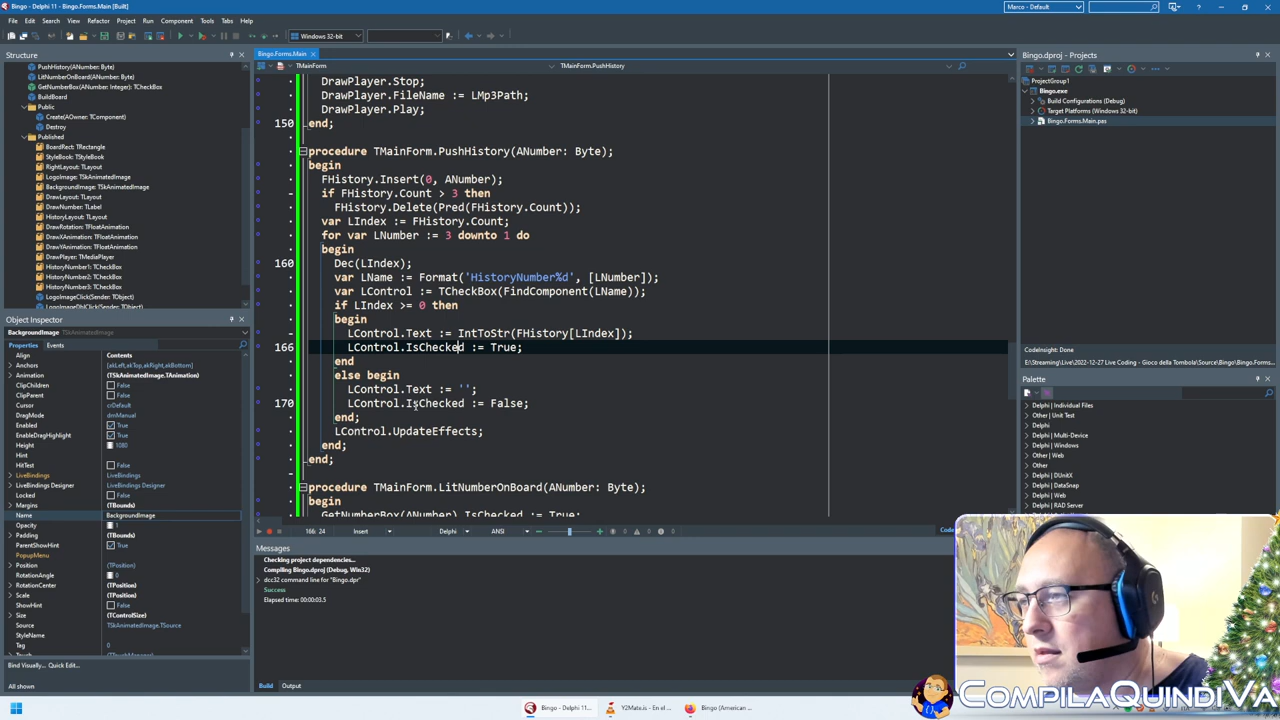 Bingo - Delphi 11 - Bingo.Forms.Main [Built]
Marco - Default
File Edit Search View Refactor Project Run Component Tools Tabs Help
Windows 32-bit
Structure
PushHistory(ANumber: Byte)
LitNumberOnBoard(ANumber: Byte)
GetNumberBox(ANumber: Integer): TCheckBox
BuildBoard
Public
Create(AOwner: TComponent)
Destroy
Published
BoardRect: TRectangle
StyleBook: TStyleBook
RightLayout: TLayout
LogoImage: TSkAnimatedImage
BackgroundImage: TSkAnimatedImage
DrawLayout: TLayout
DrawNumber: TLabel
HistoryLayout: TLayout
DrawRotation: TFloatAnimation
DrawXAnimation: TFloatAnimation
DrawYAnimation: TFloatAnimation
DrawPlayer: TMediaPlayer
HistoryNumber1: TCheckBox
HistoryNumber2: TCheckBox
HistoryNumber3: TCheckBox
LogoImageClick(Sender: TObject)
LogoImageDblClick(Sender: TObject)
Object Inspector
BackgroundImage TSkAnimatedImage
Properties Events
Align Contents
Anchors [akLeft,akTop,akRight,akBottom]
Animation (TSkAnimatedImage.TAnimation)
ClipChildren False
ClipParent False
Cursor crDefault
DragMode dmManual
Enabled True
EnableDragHighlight True
Height 1080
Hint
HitTest False
LiveBindings LiveBindings
LiveBindings Designer LiveBindings Designer
Locked False
Margins (TBounds)
Name BackgroundImage
Opacity 1
Padding (TBounds)
ParentShowHint True
PopupMenu
Position (TPosition)
RotationAngle 0
RotationCenter (TPosition)
Scale (TPosition)
ShowHint False
Size (TControlSize)
Source TSkAnimatedImage.TSource
StyleName
Tag 0
Touch (TTouchManager)
Bind Visually... Quick Edit...
All shown
Bingo.Forms.Main
TMainForm TMainForm.PushHistory
DrawPlayer.Stop;
DrawPlayer.FileName := LMp3Path;
DrawPlayer.Play;
150 end;
procedure TMainForm.PushHistory(ANumber: Byte);
begin
FHistory.Insert(0, ANumber);
if FHistory.Count > 3 then
FHistory.Delete(Pred(FHistory.Count));
var LIndex := FHistory.Count;
for var LNumber := 3 downto 1 do
begin
160 Dec(LIndex);
var LName := Format('HistoryNumber%d', [LNumber]);
var LControl := TCheckBox(FindComponent(LName));
if LIndex >= 0 then
begin
LControl.Text := IntToStr(FHistory[LIndex]);
166 LControl.IsChecked := True;
end
else begin
LControl.Text := '';
170 LControl.IsChecked := False;
end;
LControl.UpdateEffects;
end;
end;
procedure TMainForm.LitNumberOnBoard(ANumber: Byte);
begin
GetNumberBox(ANumber).IsChecked := True;
166: 24 Insert Delphi ANSI
Messages
Checking project dependencies...
Compiling Bingo.dproj (Debug, Win32)
dcc32 command line for "Bingo.dpr"
Success
Elapsed time: 00:00:03.5
Build Output
Bingo.dproj - Projects
ProjectGroup1
Bingo.exe
Build Configurations (Debug)
Target Platforms (Windows 32-bit)
Bingo.Forms.Main.pas
CodeInsight: Done
E:\Streaming\Live\2022-12-27 Live Coding - Gioco della Tombola\Source\Bingo.Forms.Main
Palette
Delphi | Individual Files
Other | Unit Test
Delphi
Delphi | Multi-Device
Delphi | Windows
Other | Web
Other
Delphi | DUnitX
Delphi | DataSnap
Delphi | Web
Delphi | RAD Server
Bingo - Delphi 11...
Y2Mate.is - En el ...
Bingo (American ...
CompilaQuindiVa